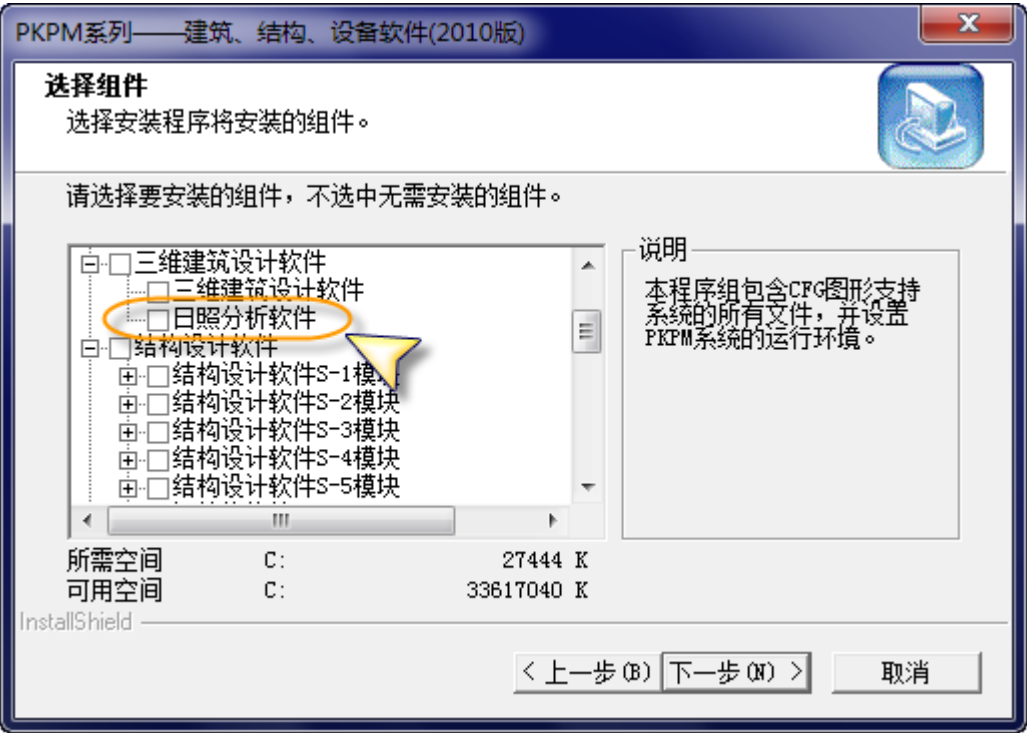 PKPM系列——建筑、结构、设备软件(2010版)
选择组件
选择安装程序将安装的组件。
请选择要安装的组件，不选中无需安装的组件。
三维建筑设计软件
三维建筑设计软件
日照分析软件
结构设计软件
结构设计软件S-1模块
结构设计软件S-2模块
结构设计软件S-3模块
结构设计软件S-4模块
结构设计软件S-5模块
说明
本程序组包含CFG图形支持
系统的所有文件，并设置
PKPM系统的运行环境。
所需空间 C: 27444 K
可用空间 C: 33617040 K
InstallShield
< 上一步(B) 下一步(N) > 取消